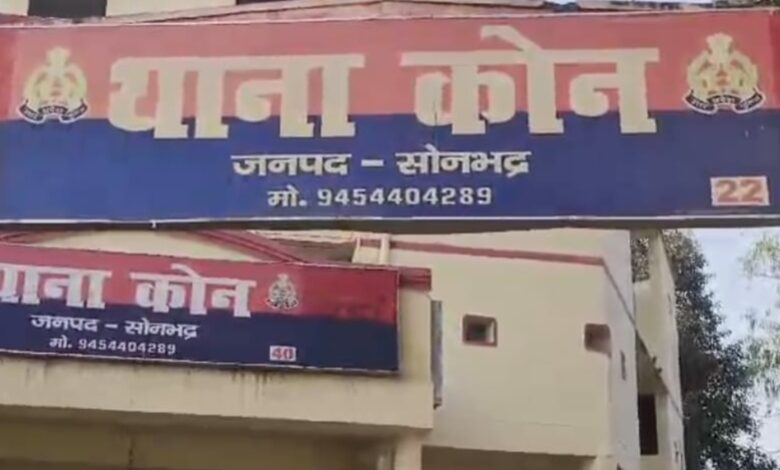 थाना कोन
जनपद - सोनभद्र
मो. 9454404289
22
थाना कोन
जनपद - सोनभद्र
मो. 9454404289
40